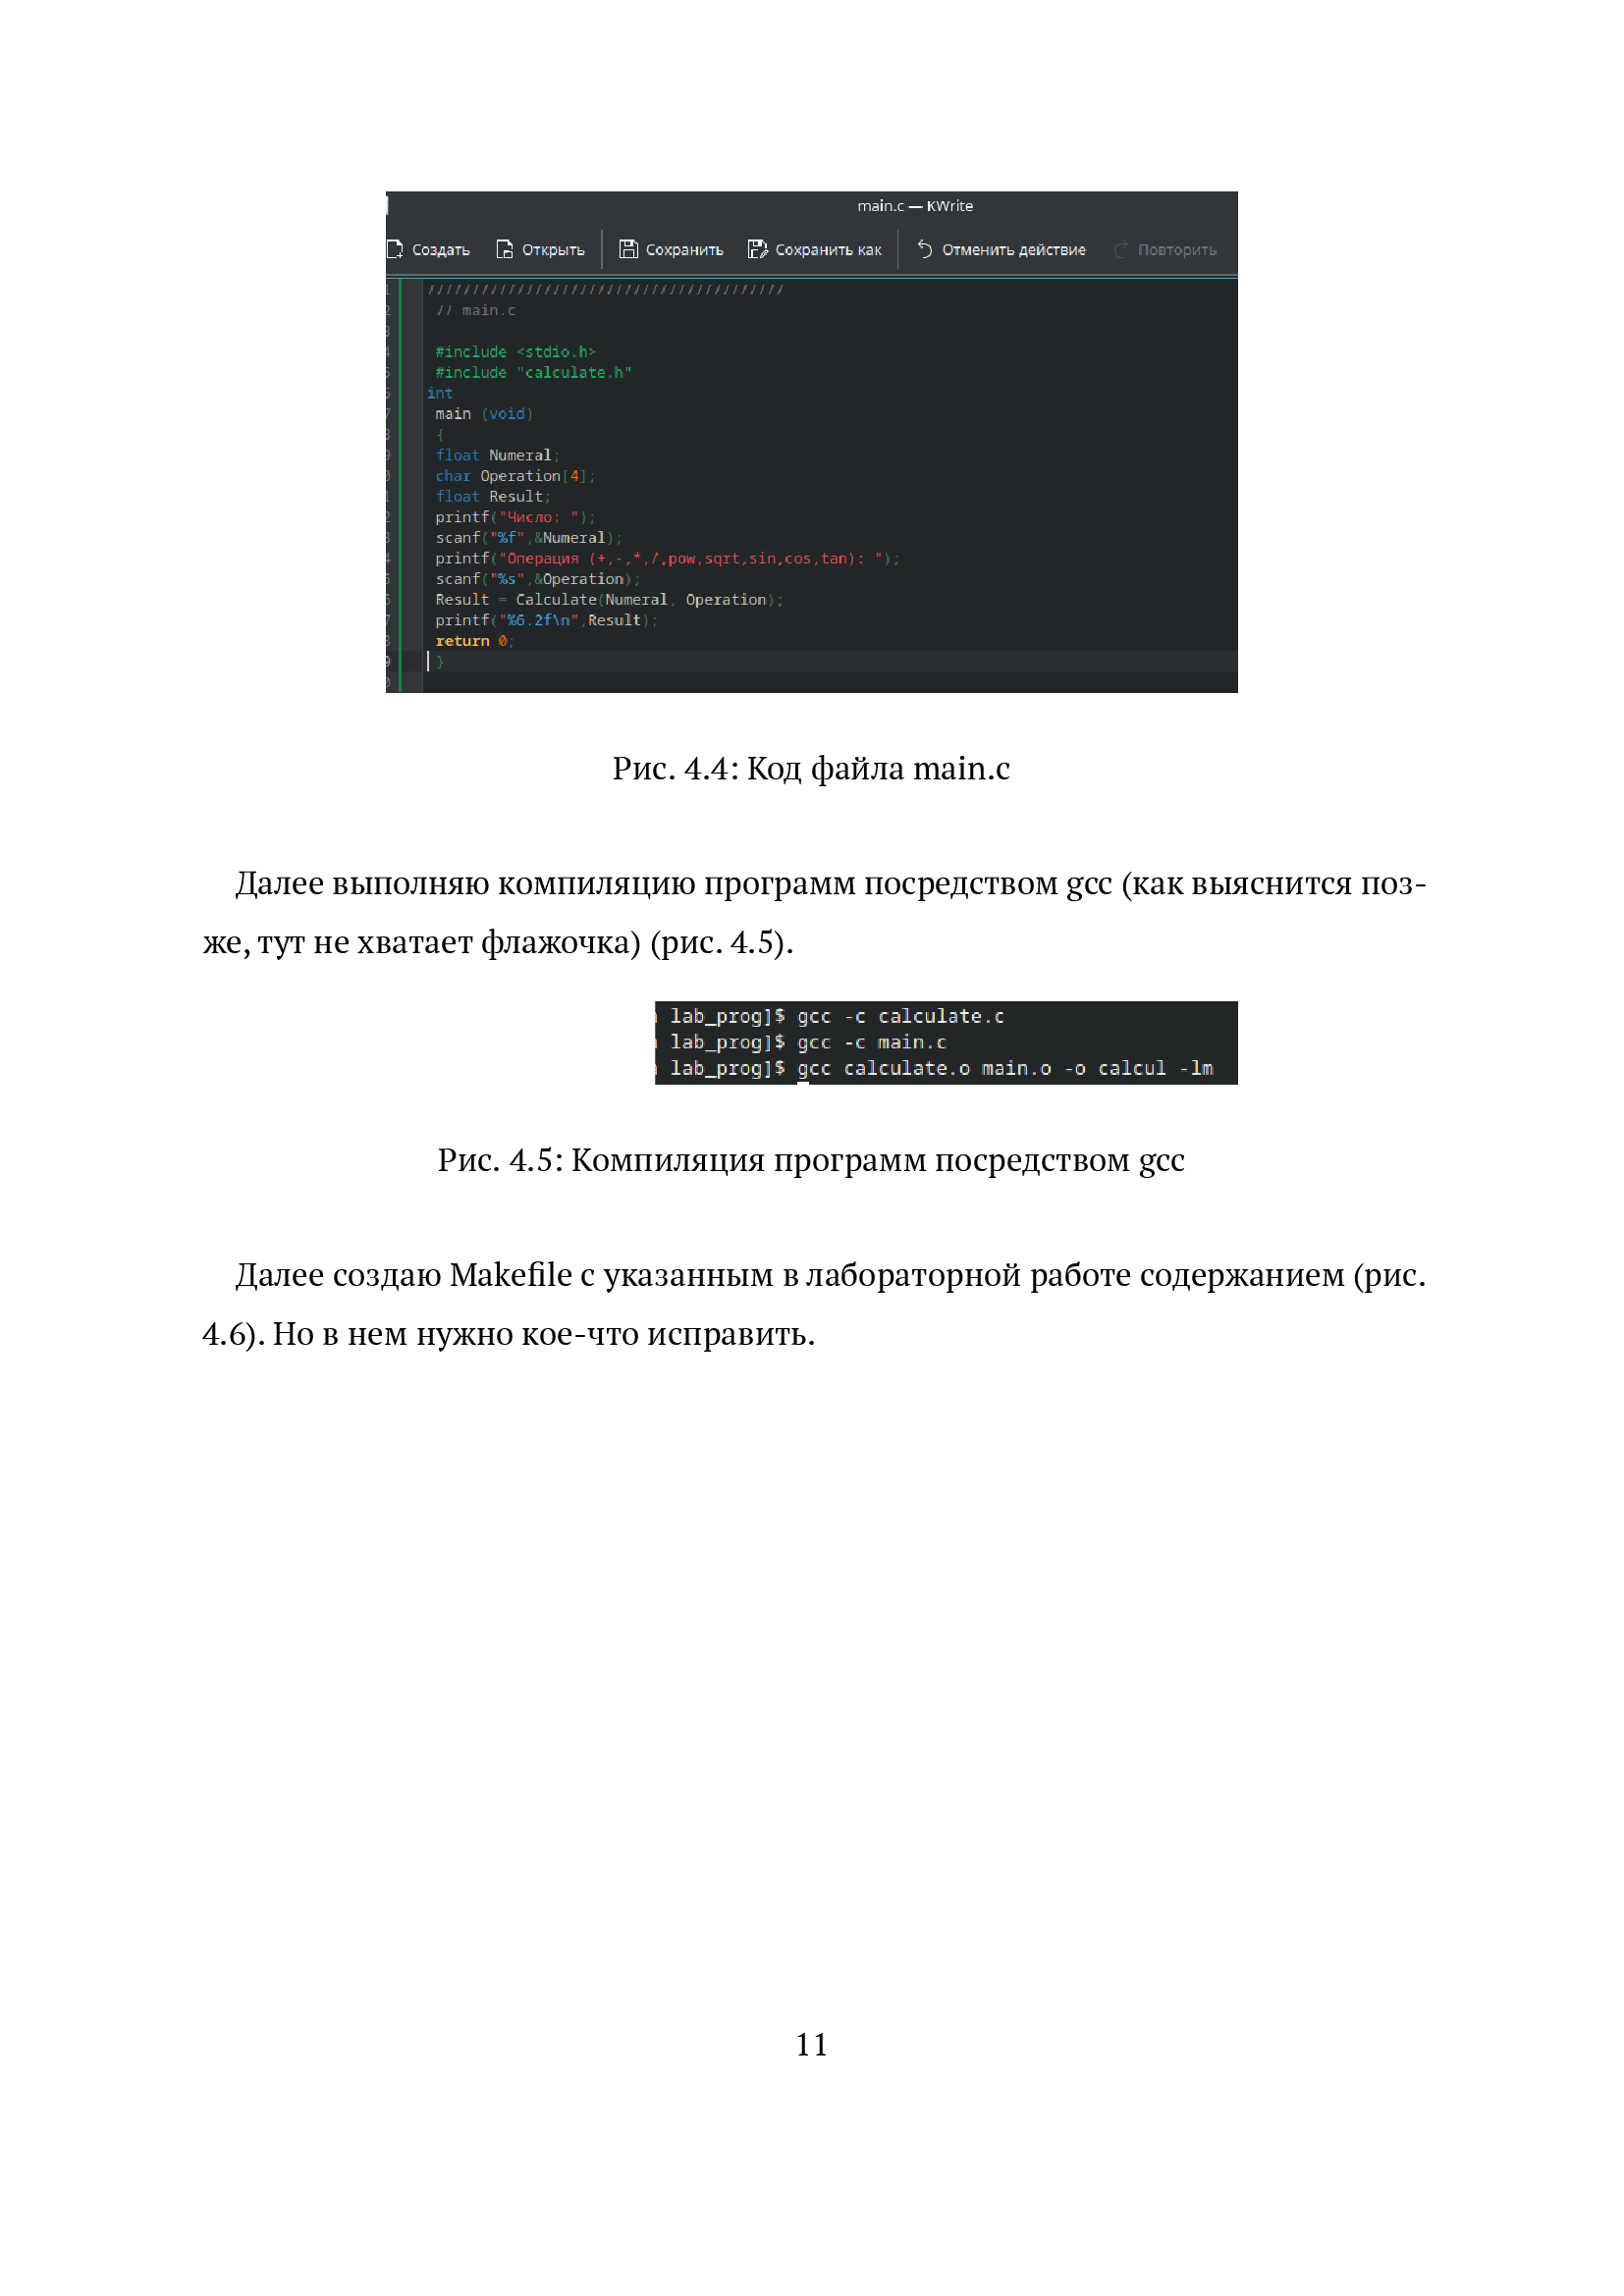 main.c — KWrite
Создать Открыть Сохранить Сохранить как Отменить действие Повторить
////////////////////////////////////////
// main.c
#include <stdio.h>
#include "calculate.h"
int
main (void)
{
float Numeral;
char Operation[4];
float Result;
printf("Число: ");
scanf("%f",&Numeral);
printf("Операция (+,-,*,/,pow,sqrt,sin,cos,tan): ");
scanf("%s",&Operation);
Result = Calculate(Numeral, Operation);
printf("%6.2f\n",Result);
return 0;
}
Рис. 4.4: Код файла main.c
Далее выполняю компиляцию программ посредством gcc (как выяснится поз-
же, тут не хватает флажочка) (рис. 4.5).
lab_prog]$ gcc -c calculate.c
lab_prog]$ gcc -c main.c
lab_prog]$ gcc calculate.o main.o -o calcul -lm
Рис. 4.5: Компиляция программ посредством gcc
Далее создаю Makefile с указанным в лабораторной работе содержанием (рис.
4.6). Но в нем нужно кое-что исправить.
11